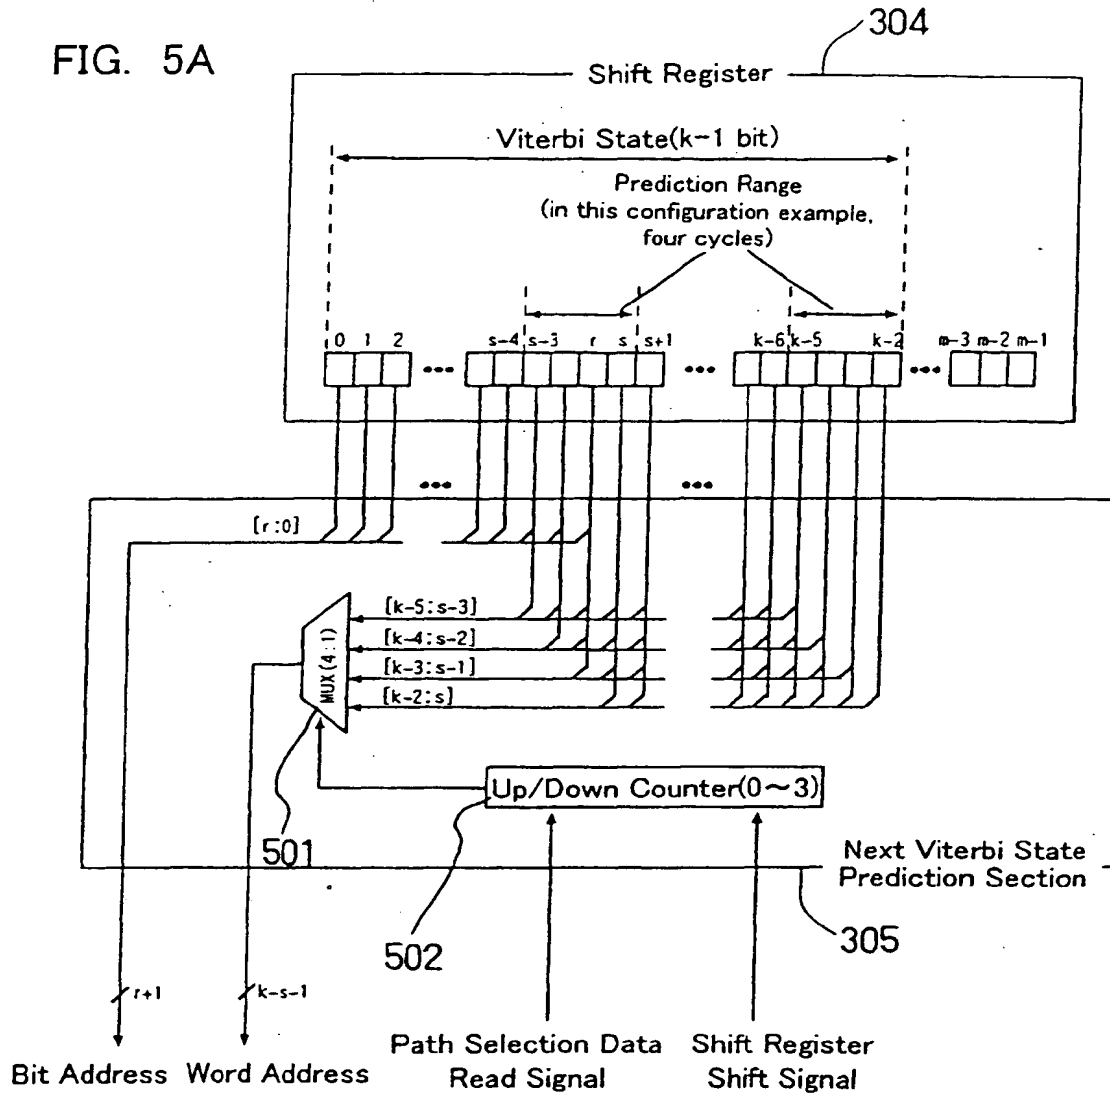 FIG. 5A
304
Shift Register
Viterbi State(k-1 bit)
Prediction Range
(in this configuration example,
four cycles)
0 1 2 s-4 s-3 r s s+1 k-6 k-5 k-2 m-3 m-2 m-1
[r:0]
[k-5:s-3]
[k-4:s-2]
[k-3:s-1]
[k-2:s]
MUX(4:1)
Up/Down Counter(0~3)
501
502
Next Viterbi State
Prediction Section
305
r+1
k-s-1
Bit Address
Word Address
Path Selection Data
Read Signal
Shift Register
Shift Signal